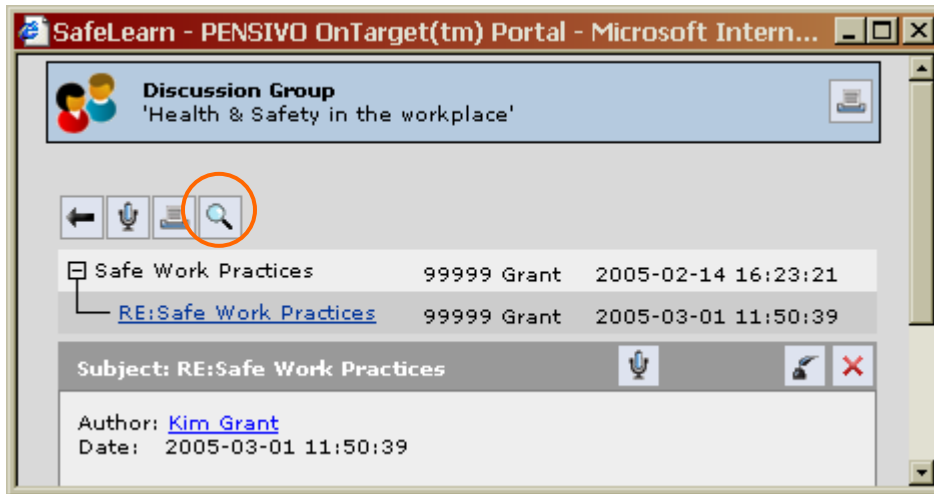 SafeLearn - PENSIVO OnTarget(tm) Portal - Microsoft Intern...
Discussion Group
'Health & Safety in the workplace'
Safe Work Practices 99999 Grant 2005-02-14 16:23:21
RE:Safe Work Practices 99999 Grant 2005-03-01 11:50:39
Subject: RE:Safe Work Practices
Author: Kim Grant
Date: 2005-03-01 11:50:39